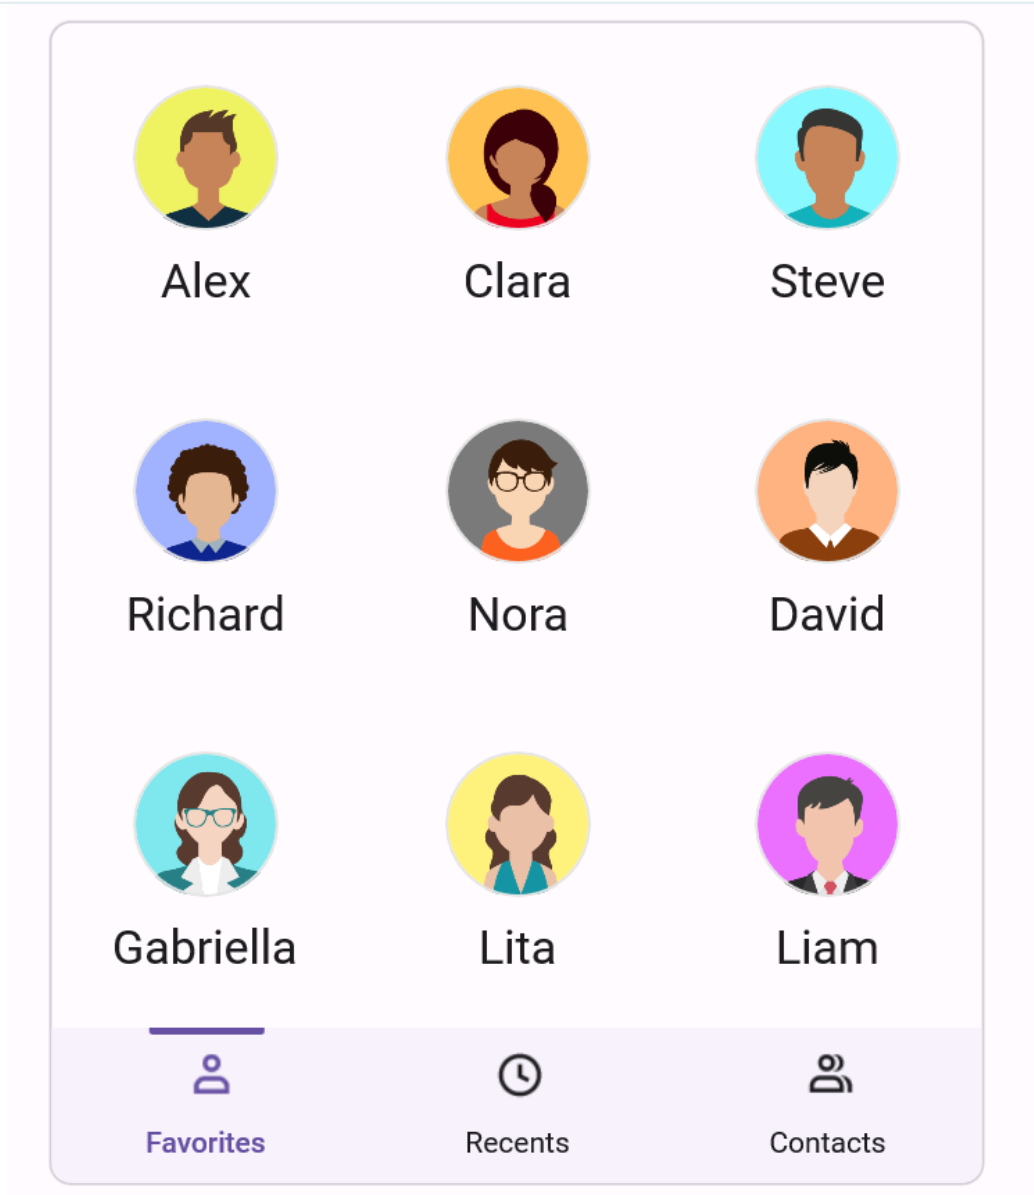 Alex Clara Steve
Richard Nora David
Gabriella Lita Liam
Favorites Recents Contacts